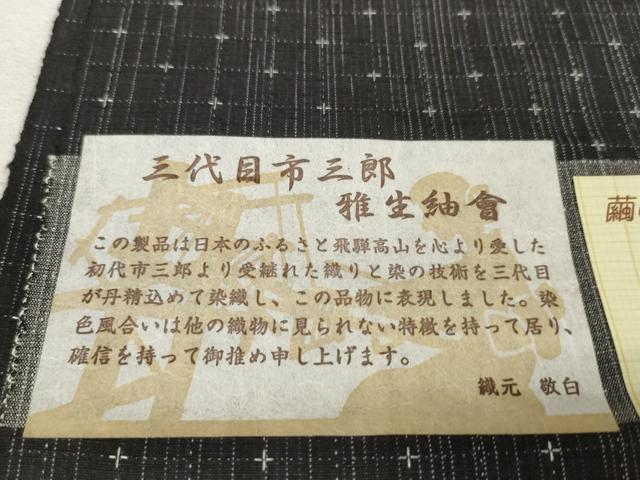 三代目市三郎
雅生紬會
この製品は日本のふるさと飛騨高山を心より愛した
初代市三郎より受継れた織りと染の技術を三代目
が丹精込めて染織し、この品物に表現しました。染
色風合いは他の織物に見られない特徴を持って居り、
確信を持って御推め申し上げます。
織元 敬白
繭